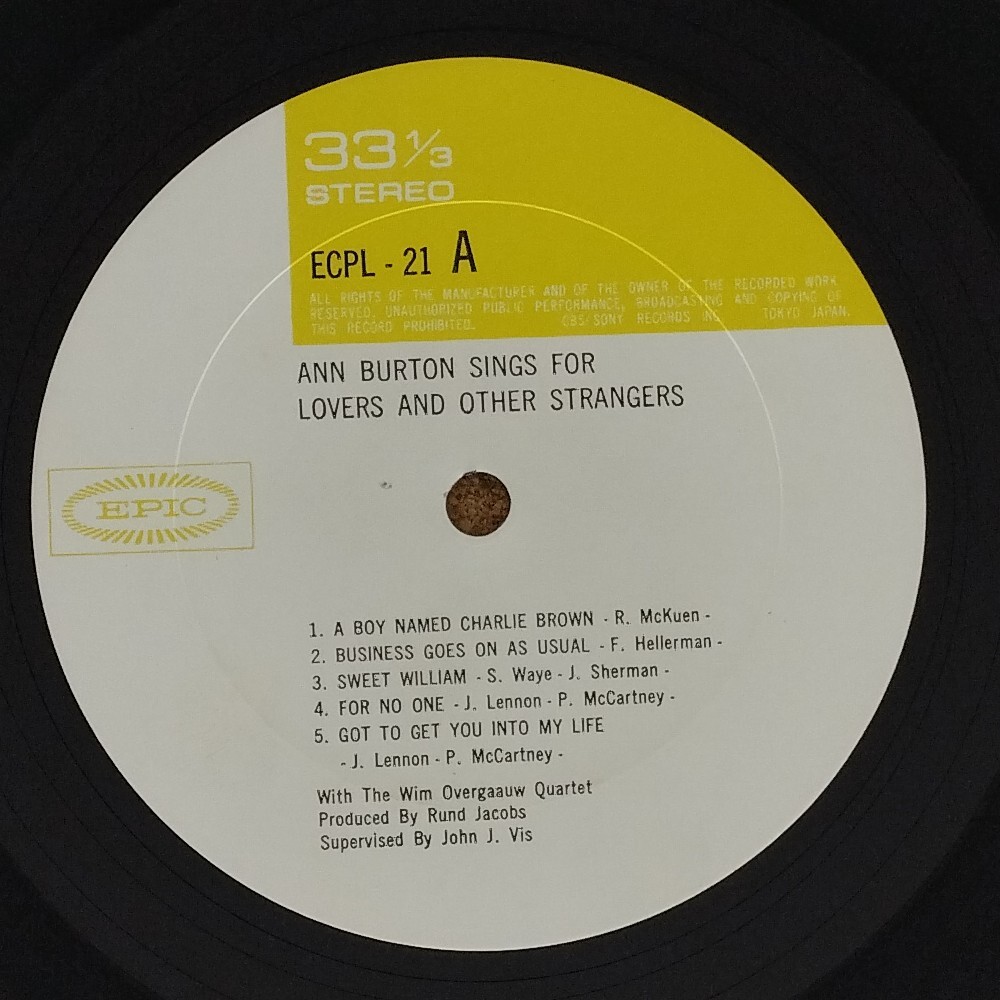 33 1/3
STEREO
ECPL - 21 A
ALL RIGHTS OF THE MANUFACTURER AND OF THE OWNER OF THE RECORDED WORK
RESERVED. UNAUTHORIZED PUBLIC PERFORMANCE, BROADCASTING AND COPYING OF
THIS RECORD PROHIBITED. CBS/SONY RECORDS INC TOKYO JAPAN.
ANN BURTON SINGS FOR
LOVERS AND OTHER STRANGERS
EPIC
1. A BOY NAMED CHARLIE BROWN - R. McKuen -
2. BUSINESS GOES ON AS USUAL - F. Hellerman -
3. SWEET WILLIAM - S. Waye - J. Sherman -
4. FOR NO ONE - J. Lennon - P. McCartney -
5. GOT TO GET YOU INTO MY LIFE
- J. Lennon - P. McCartney -
With The Wim Overgaauw Quartet
Produced By Rund Jacobs
Supervised By John J. Vis